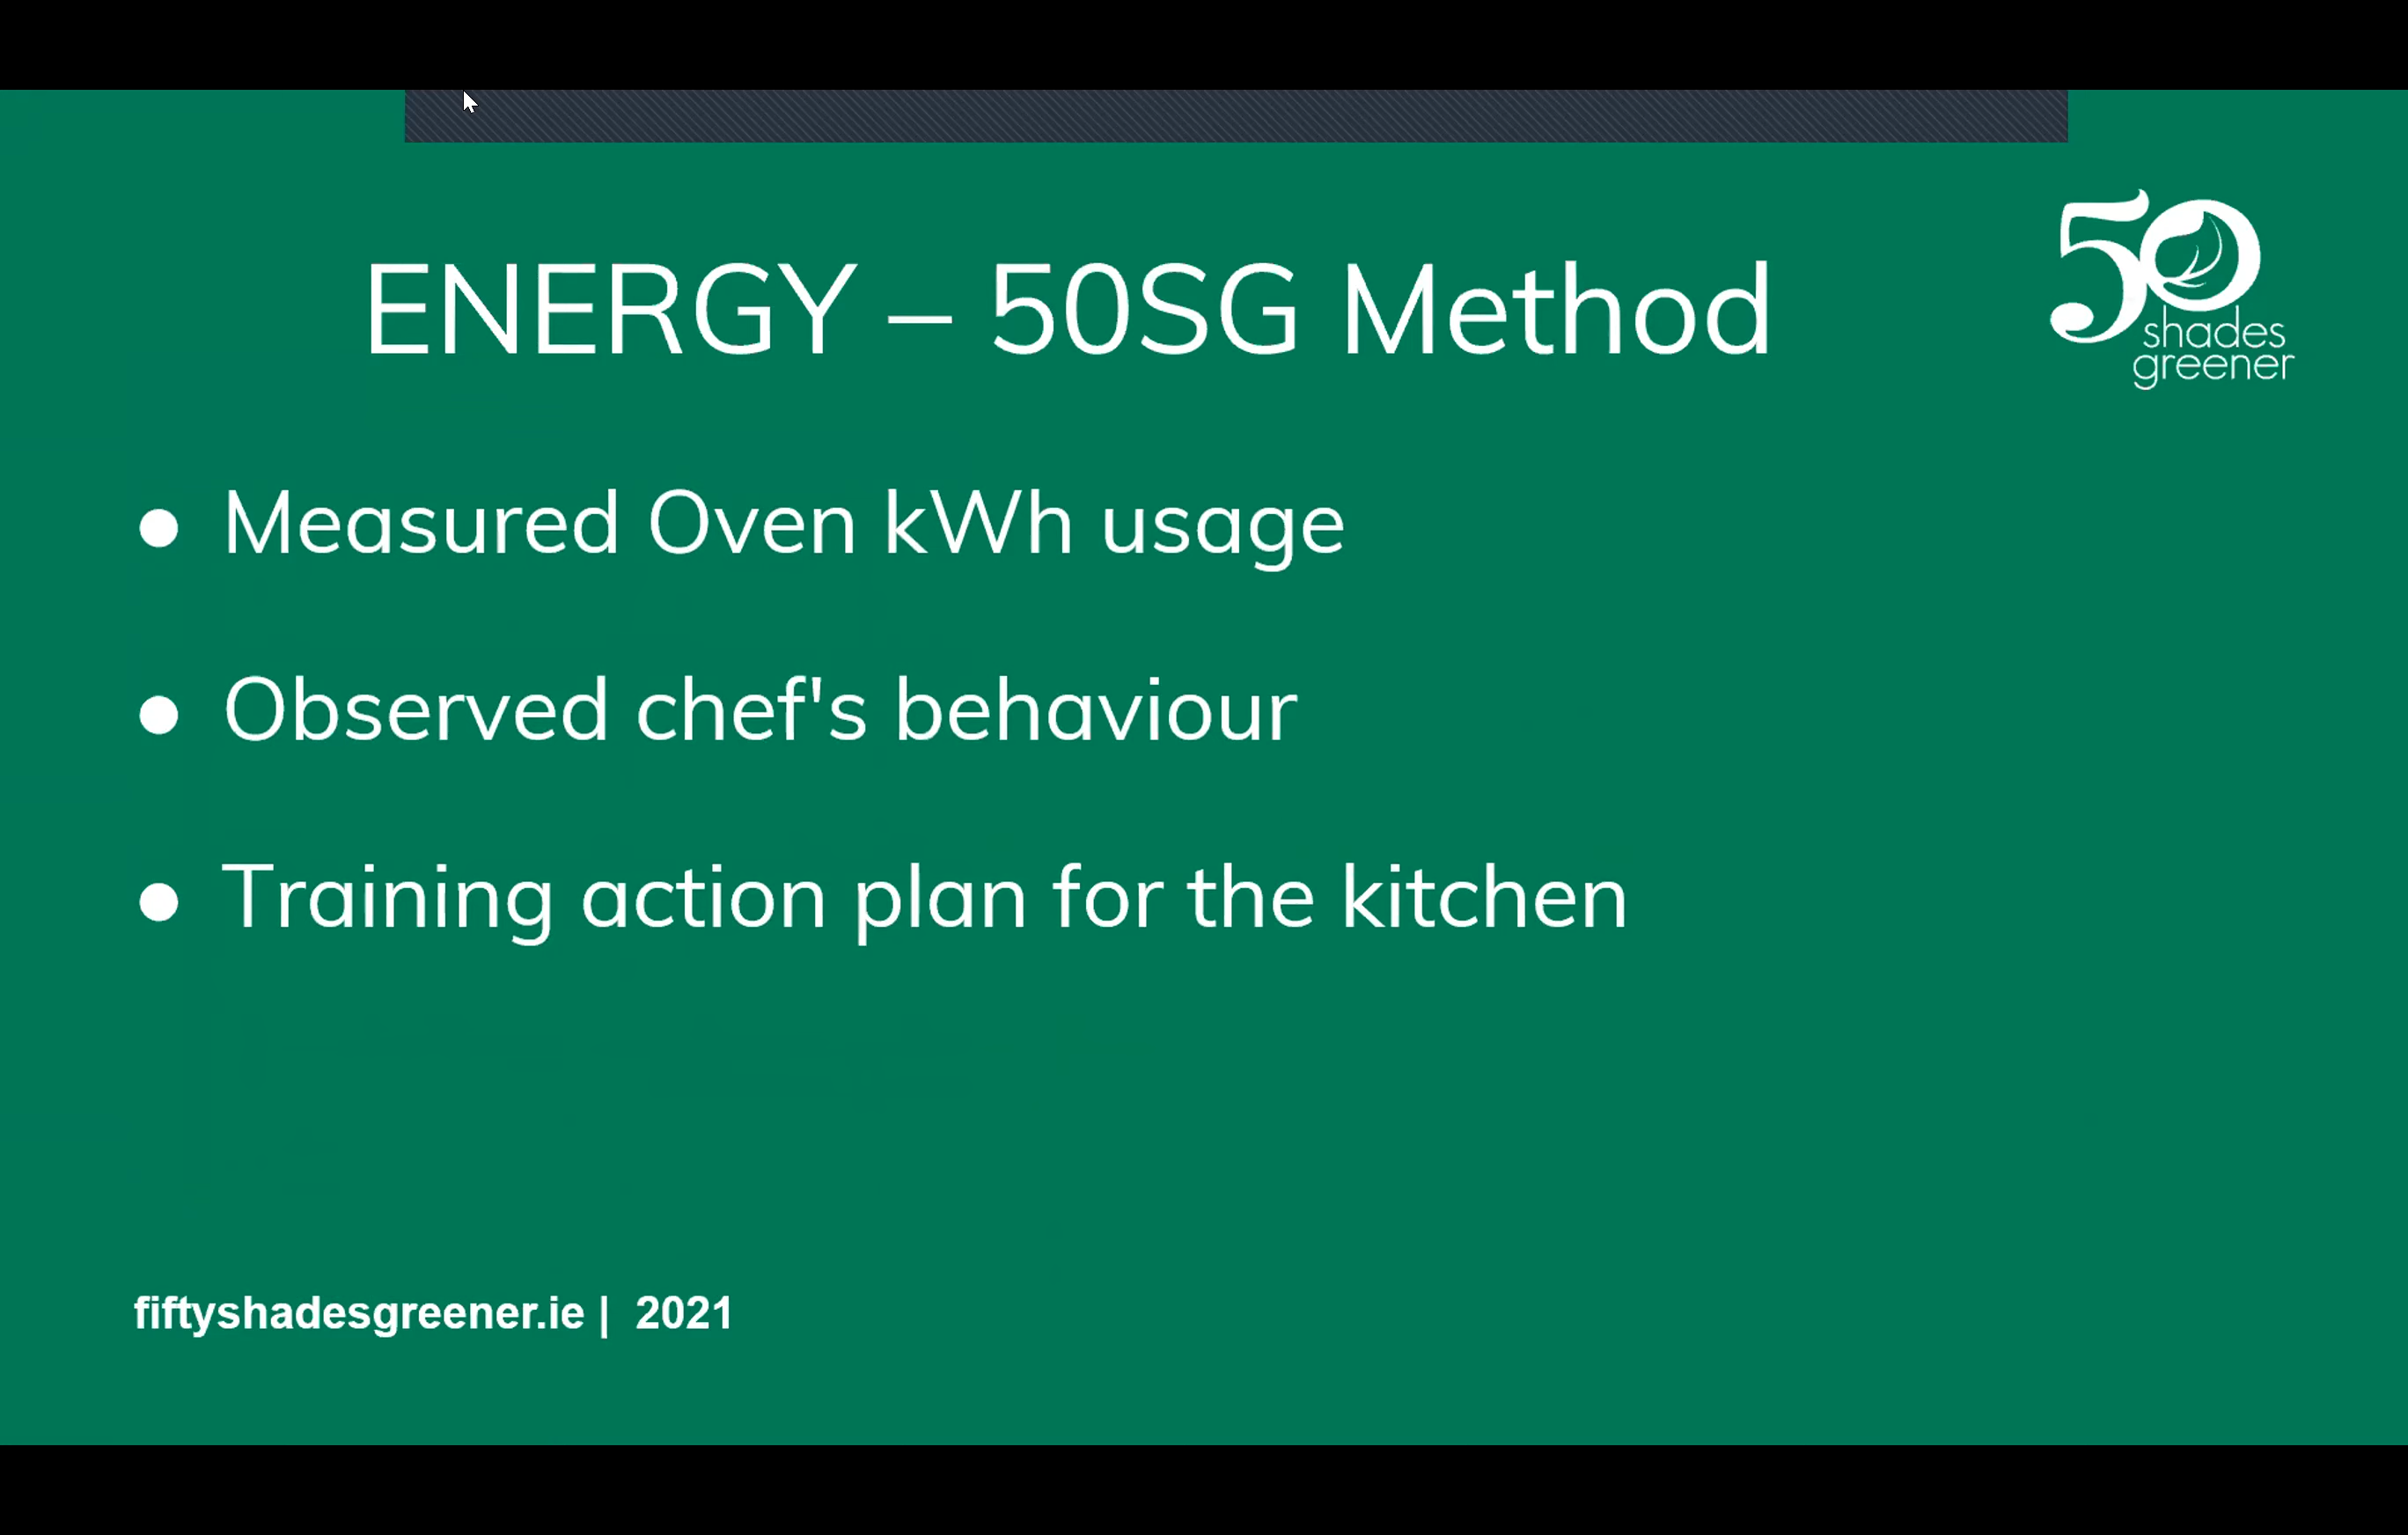 ENERGY – 50SG Method
50
shades
greener
● Measured Oven kWh usage
● Observed chef's behaviour
● Training action plan for the kitchen
fiftyshadesgreener.ie | 2021